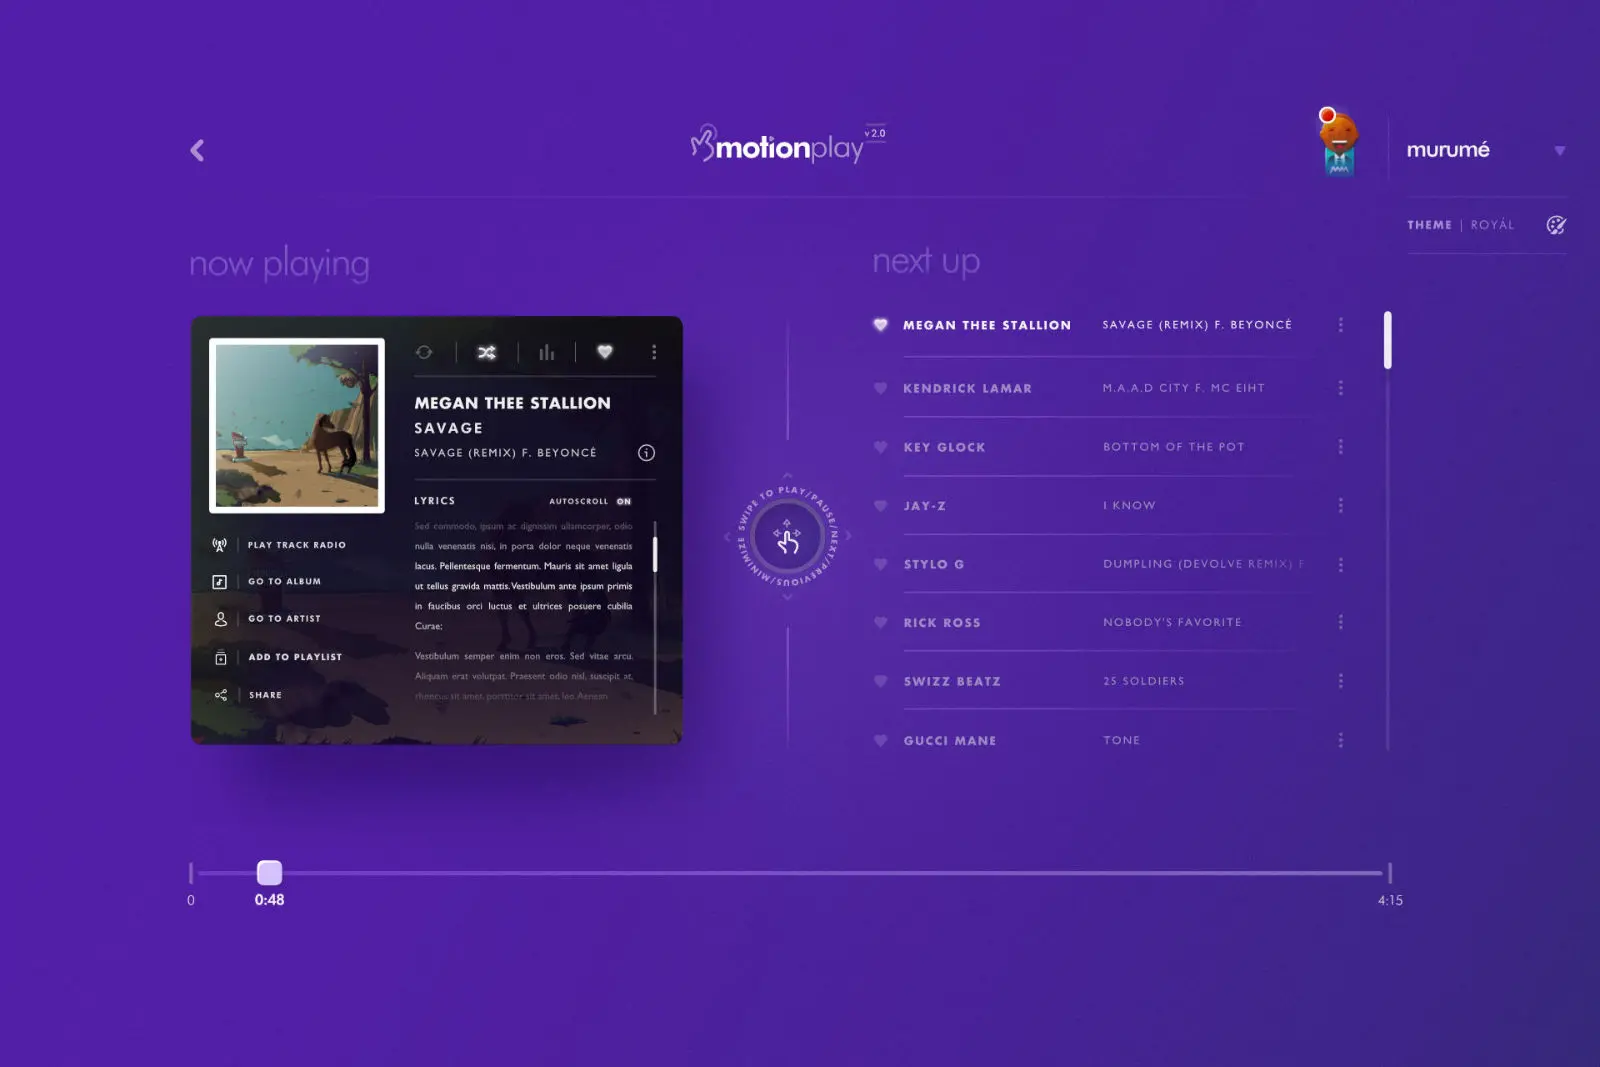 motionplay v 2.0
murumé
THEME | ROYÁL
now playing
MEGAN THEE STALLION
SAVAGE
SAVAGE (REMIX) F. BEYONCÉ
LYRICS
AUTOSCROLL ON
Sed commodo, ipsum ac dignissim ullamcorper, odio
nulla venenatis nisi, in porta dolor neque venenatis
lacus. Pellentesque fermentum. Mauris sit amet ligula
ut tellus gravida mattis. Vestibulum ante ipsum primis
in faucibus orci luctus et ultrices posuere cubilia
Curae;
Vestibulum semper enim non eros. Sed vitae arcu.
Aliquam erat volutpat. Praesent odio nisl, suscipit at,
rhoncus sit amet, porttitor sit amet, leo. Aenean
PLAY TRACK RADIO
GO TO ALBUM
GO TO ARTIST
ADD TO PLAYLIST
SHARE
SWIPE TO PLAY/PAUSE/NEXT/PREVIOUS/MINIMIZE
next up
MEGAN THEE STALLION SAVAGE (REMIX) F. BEYONCÉ
KENDRICK LAMAR M.A.A.D CITY F. MC EIHT
KEY GLOCK BOTTOM OF THE POT
JAY-Z I KNOW
STYLO G DUMPLING (DEVOLVE REMIX) F
RICK ROSS NOBODY'S FAVORITE
SWIZZ BEATZ 25 SOLDIERS
GUCCI MANE TONE
0
0:48
4:15